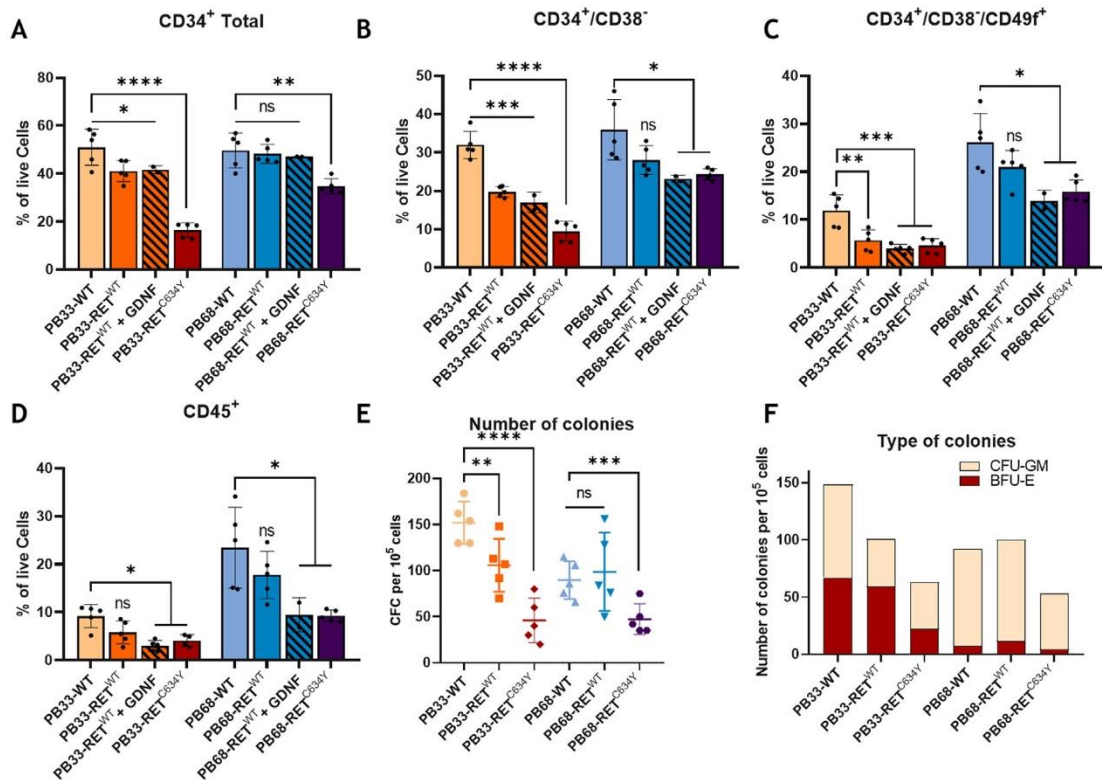 A
CD34⁺ Total
% of live Cells
80
60
40
20
0
****
*
**
ns
PB33-WT
PB33-RETᵂᵀ
PB33-RETᵂᵀ + GDNF
PB33-RETᶜ⁶³⁴ʸ
PB68-WT
PB68-RETᵂᵀ
PB68-RETᵂᵀ + GDNF
PB68-RETᶜ⁶³⁴ʸ
B
CD34⁺/CD38⁻
% of live Cells
50
40
30
20
10
0
****
***
*
ns
PB33-WT
PB33-RETᵂᵀ
PB33-RETᵂᵀ + GDNF
PB33-RETᶜ⁶³⁴ʸ
PB68-WT
PB68-RETᵂᵀ
PB68-RETᵂᵀ + GDNF
PB68-RETᶜ⁶³⁴ʸ
C
CD34⁺/CD38⁻/CD49f⁺
% of live Cells
40
30
20
10
0
***
**
*
ns
PB33-WT
PB33-RETᵂᵀ
PB33-RETᵂᵀ + GDNF
PB33-RETᶜ⁶³⁴ʸ
PB68-WT
PB68-RETᵂᵀ
PB68-RETᵂᵀ + GDNF
PB68-RETᶜ⁶³⁴ʸ
D
CD45⁺
% of live Cells
40
30
20
10
0
*
ns
*
ns
PB33-WT
PB33-RETᵂᵀ
PB33-RETᵂᵀ + GDNF
PB33-RETᶜ⁶³⁴ʸ
PB68-WT
PB68-RETᵂᵀ
PB68-RETᵂᵀ + GDNF
PB68-RETᶜ⁶³⁴ʸ
E
Number of colonies
CFC per 10⁵ cells
200
150
100
50
0
****
**
***
ns
PB33-WT
PB33-RETᵂᵀ
PB33-RETᶜ⁶³⁴ʸ
PB68-WT
PB68-RETᵂᵀ
PB68-RETᶜ⁶³⁴ʸ
F
Type of colonies
CFU-GM
BFU-E
Number of colonies per 10⁵ cells
150
100
50
0
PB33-WT
PB33-RETᵂᵀ
PB33-RETᶜ⁶³⁴ʸ
PB68-WT
PB68-RETᵂᵀ
PB68-RETᶜ⁶³⁴ʸ